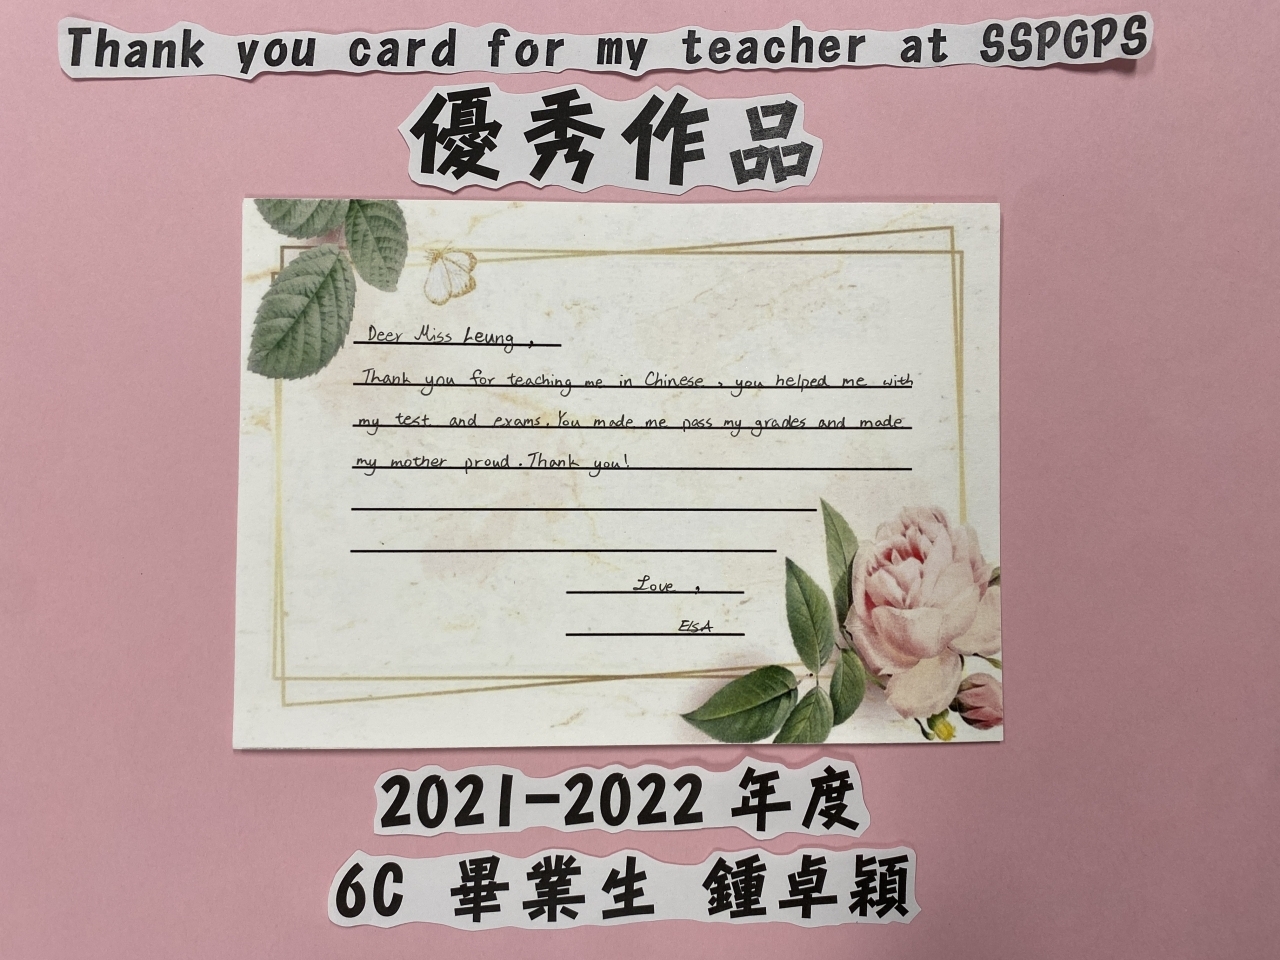 Thank you card for my teacher at SSPGPS
優秀作品
Deer Miss Leung,
Thank you for teaching me in Chinese, you helped me with
my test and exams. You made me pass my grades and made
my mother proud. Thank you!
Love,
ElSA
2021-2022 年度
6C 畢業生 鍾卓穎